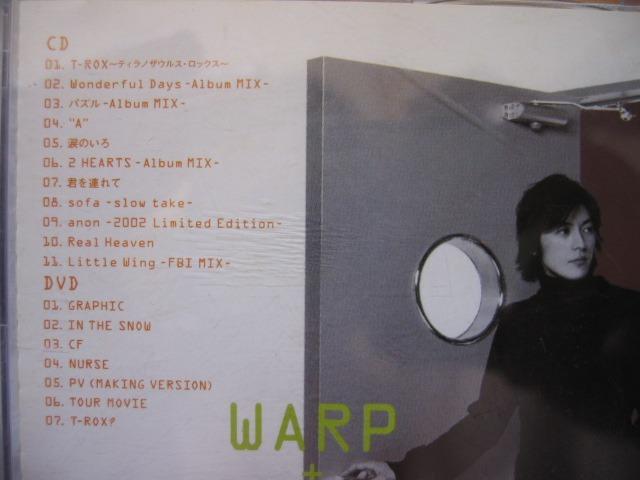 CD
01. T-ROX～ティラノザウルス・ロックス～
02. Wonderful Days -Album MIX-
03. パズル -Album MIX-
04. "A"
05. 涙のいろ
06. 2 HEARTS -Album MIX-
07. 君を連れて
08. sofa -slow take-
09. anon -2002 Limited Edition-
10. Real Heaven
11. Little Wing -FBI MIX-
DVD
01. GRAPHIC
02. IN THE SNOW
03. CF
04. NURSE
05. PV (MAKING VERSION)
06. TOUR MOVIE
07. T-ROX?
WARP
+